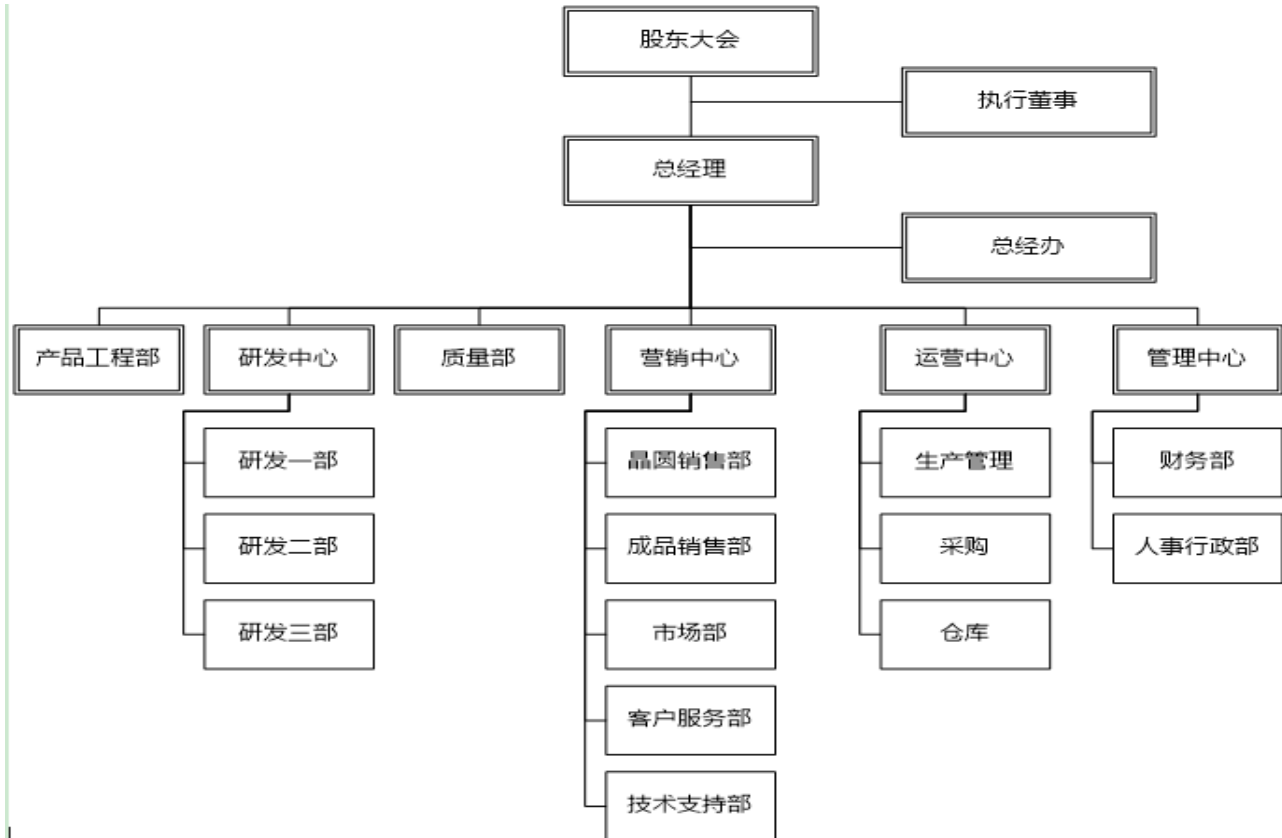 股东大会
执行董事
总经理
总经办
产品工程部
研发中心
质量部
营销中心
运营中心
管理中心
研发一部
晶圆销售部
生产管理
财务部
研发二部
成品销售部
采购
人事行政部
研发三部
市场部
仓库
客户服务部
技术支持部